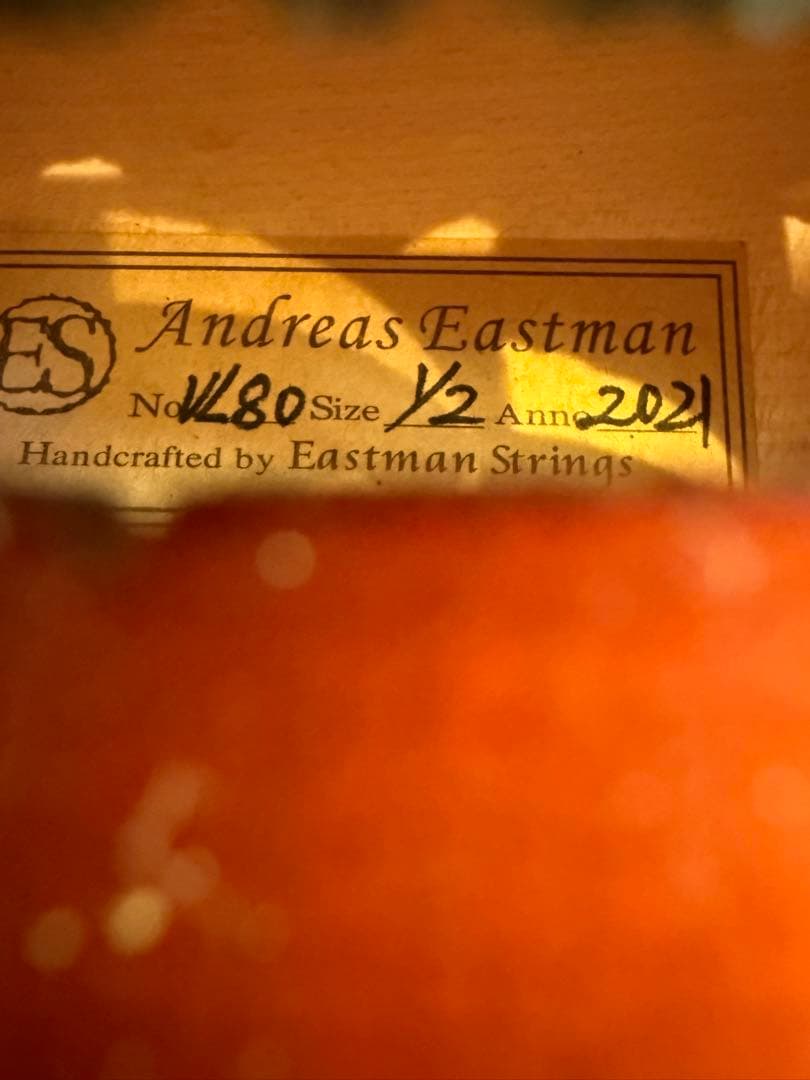 ES
Andreas Eastman
No VL80 Size 1/2 Anno 2021
Handcrafted by Eastman Strings